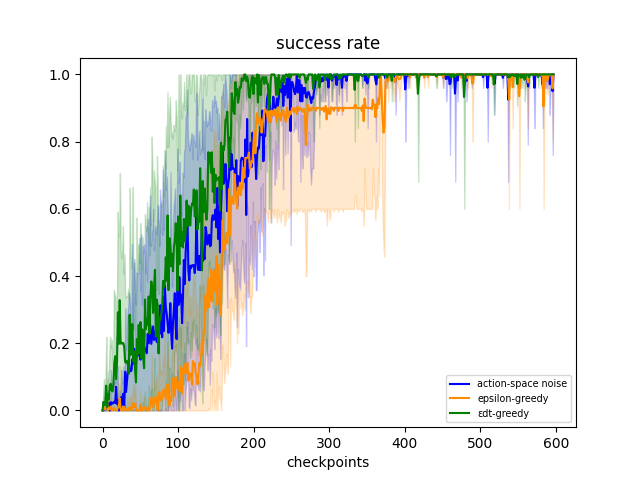 success rate
1.0
0.8
0.6
0.4
0.2
0.0
0 100 200 300 400 500 600
checkpoints
action-space noise
epsilon-greedy
εdt-greedy